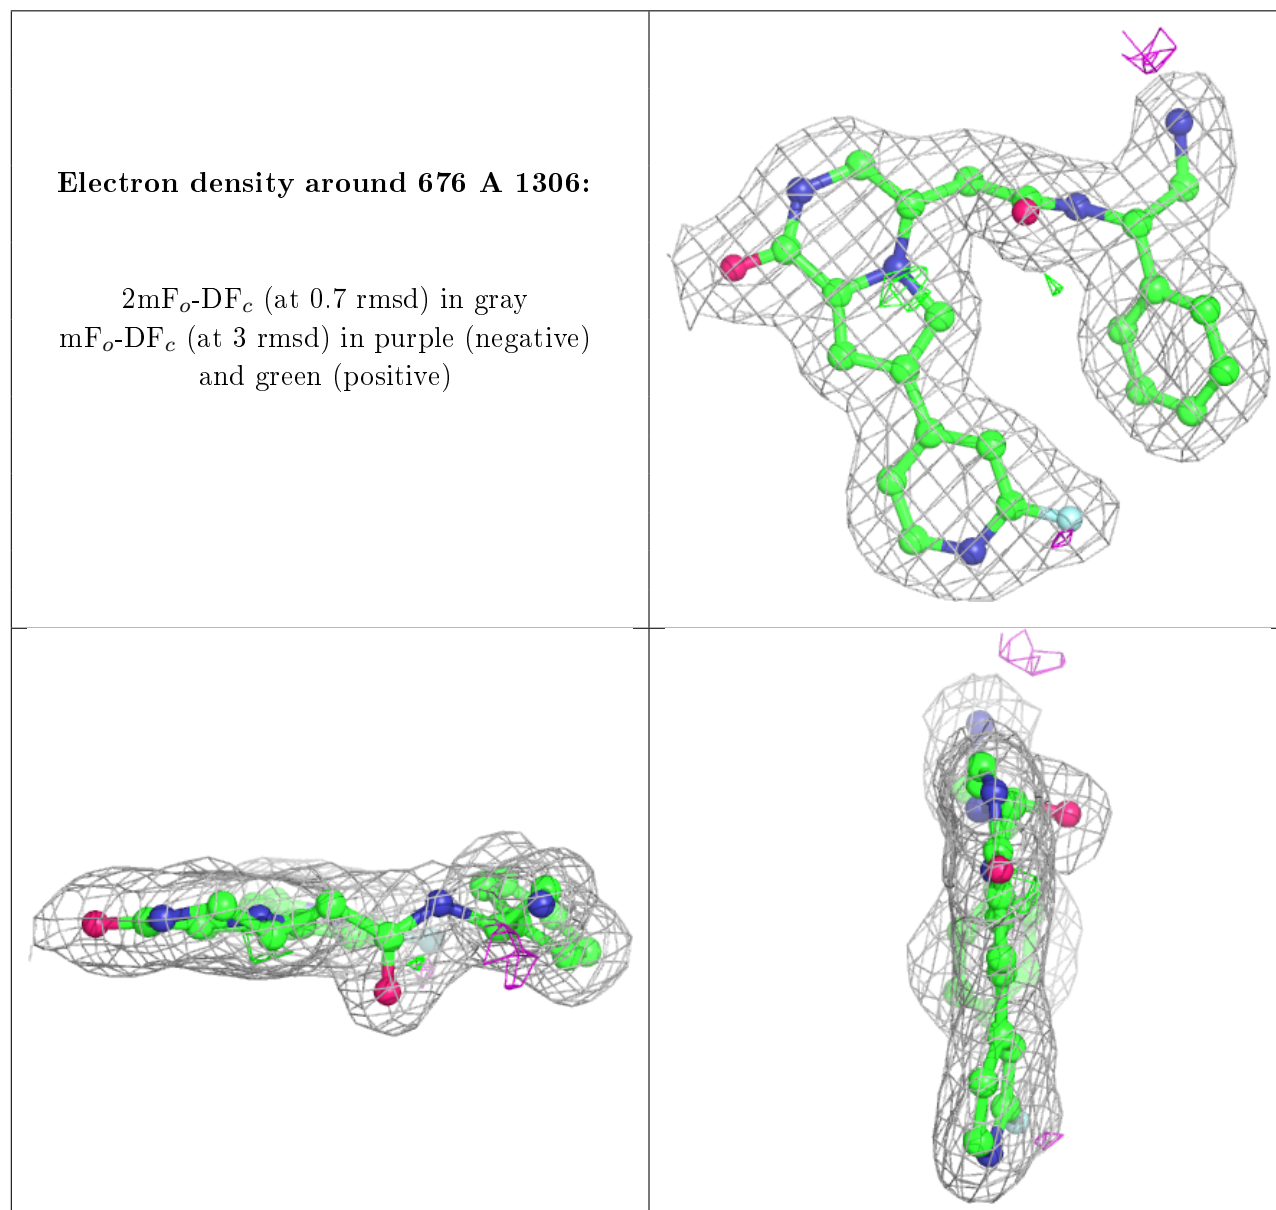 Electron density around 676 A 1306:
2mFo-DFc (at 0.7 rmsd) in gray
mFo-DFc (at 3 rmsd) in purple (negative)
and green (positive)